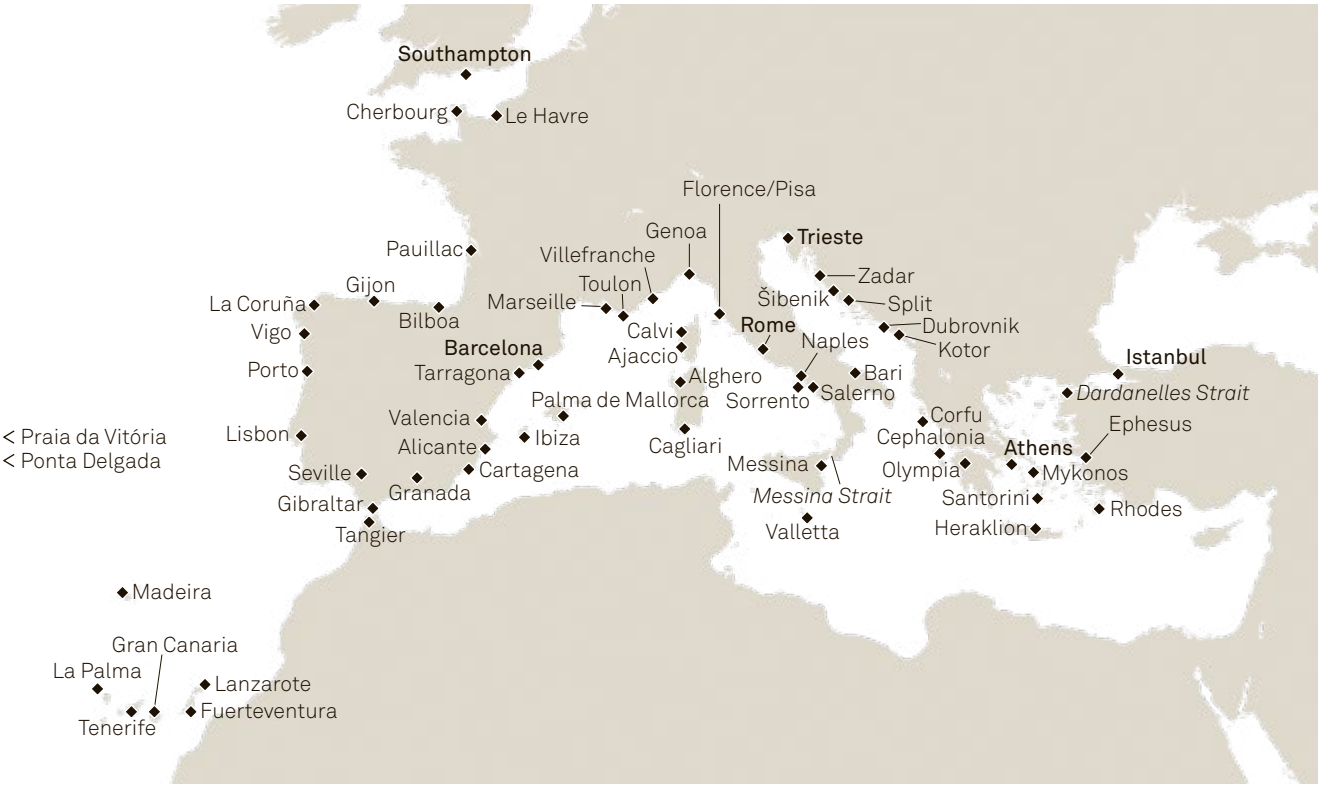 Southampton
Cherbourg
Le Havre
Florence/Pisa
Genoa
Trieste
Pauillac
Villefranche
Zadar
Gijon
Toulon
La Coruña
Marseille
Šibenik
Split
Bilboa
Vigo
Calvi
Rome
Dubrovnik
Barcelona
Ajaccio
Naples
Kotor
Istanbul
Porto
Tarragona
Alghero
Bari
Palma de Mallorca
Sorrento
Salerno
Dardanelles Strait
Valencia
Corfu
Ephesus
< Praia da Vitória
Lisbon
Ibiza
Cephalonia
Alicante
Cagliari
Athens
< Ponta Delgada
Seville
Cartagena
Messina
Olympia
Mykonos
Granada
Messina Strait
Santorini
Gibraltar
Rhodes
Tangier
Valletta
Heraklion
Madeira
Gran Canaria
La Palma
Lanzarote
Fuerteventura
Tenerife